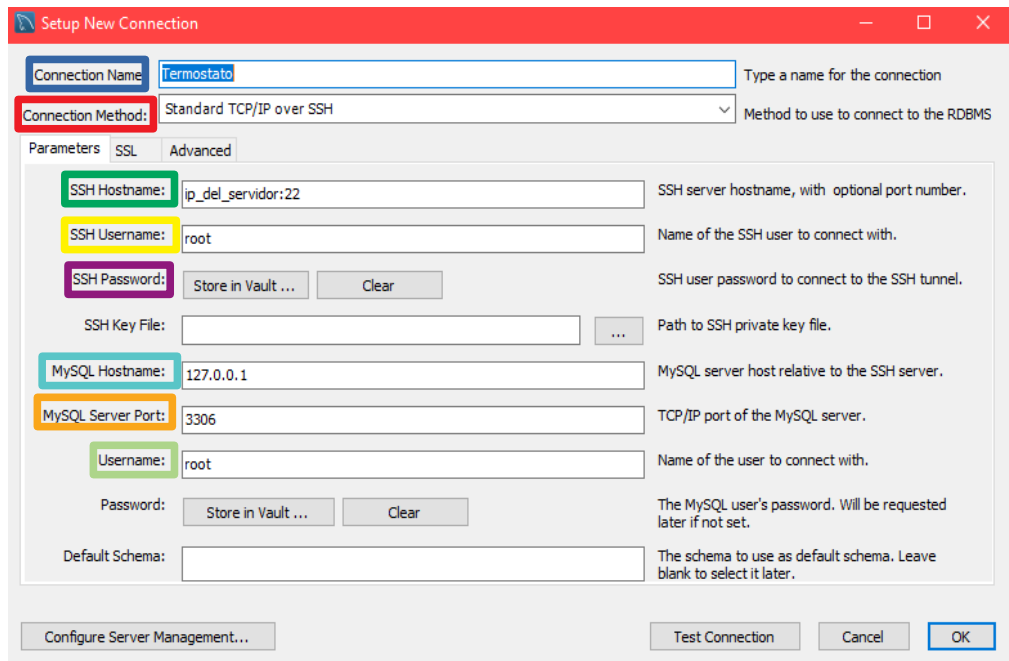 Setup New Connection
Connection Name Termostato Type a name for the connection
Connection Method: Standard TCP/IP over SSH Method to use to connect to the RDBMS
Parameters SSL Advanced
SSH Hostname: ip_del_servidor:22 SSH server hostname, with optional port number.
SSH Username: root Name of the SSH user to connect with.
SSH Password: Store in Vault ... Clear SSH user password to connect to the SSH tunnel.
SSH Key File: ... Path to SSH private key file.
MySQL Hostname: 127.0.0.1 MySQL server host relative to the SSH server.
MySQL Server Port: 3306 TCP/IP port of the MySQL server.
Username: root Name of the user to connect with.
Password: Store in Vault ... Clear The MySQL user's password. Will be requested
later if not set.
Default Schema: The schema to use as default schema. Leave
blank to select it later.
Configure Server Management... Test Connection Cancel OK